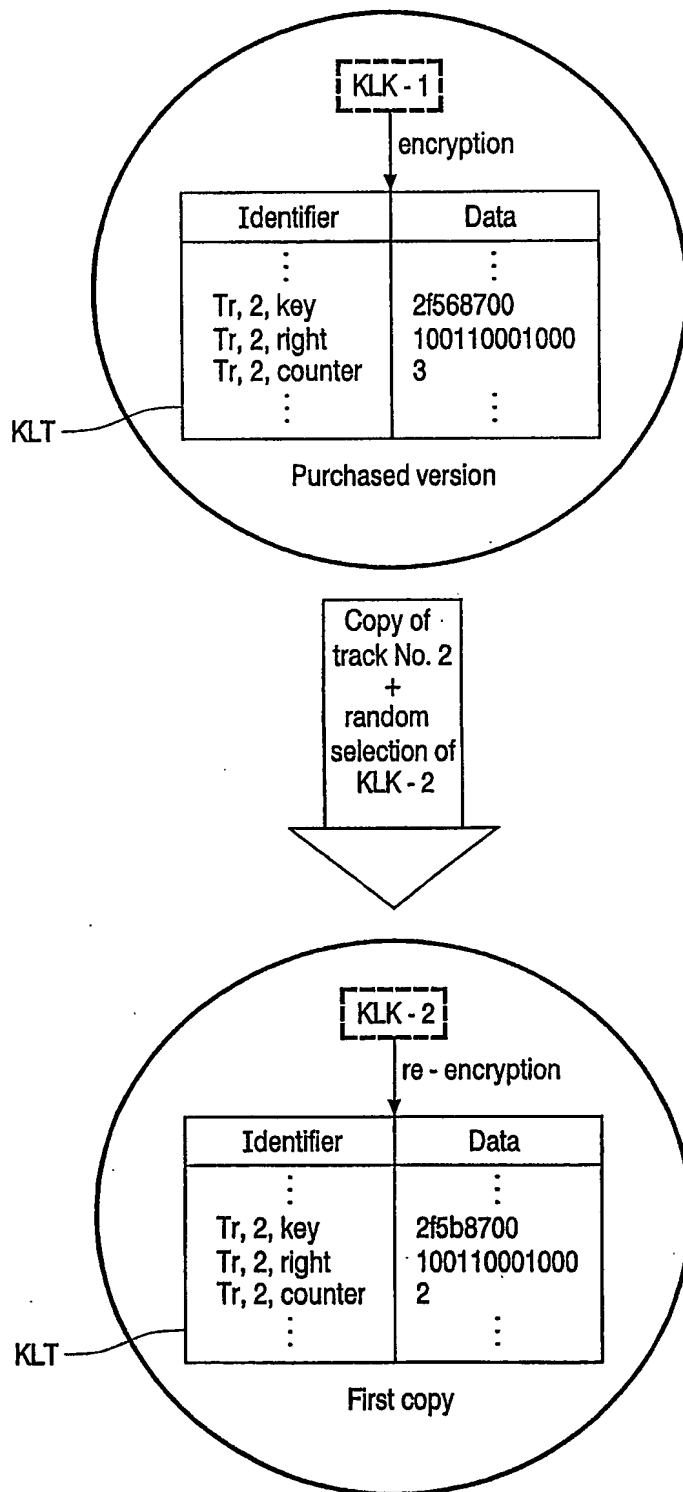 KLK - 1
encryption
Identifier Data
⋮ ⋮
Tr, 2, key 2f568700
Tr, 2, right 100110001000
Tr, 2, counter 3
⋮ ⋮
KLT
Purchased version
Copy of
track No. 2
+
random
selection of
KLK - 2
KLK - 2
re - encryption
Identifier Data
⋮ ⋮
Tr, 2, key 2f5b8700
Tr, 2, right 100110001000
Tr, 2, counter 2
⋮ ⋮
KLT
First copy